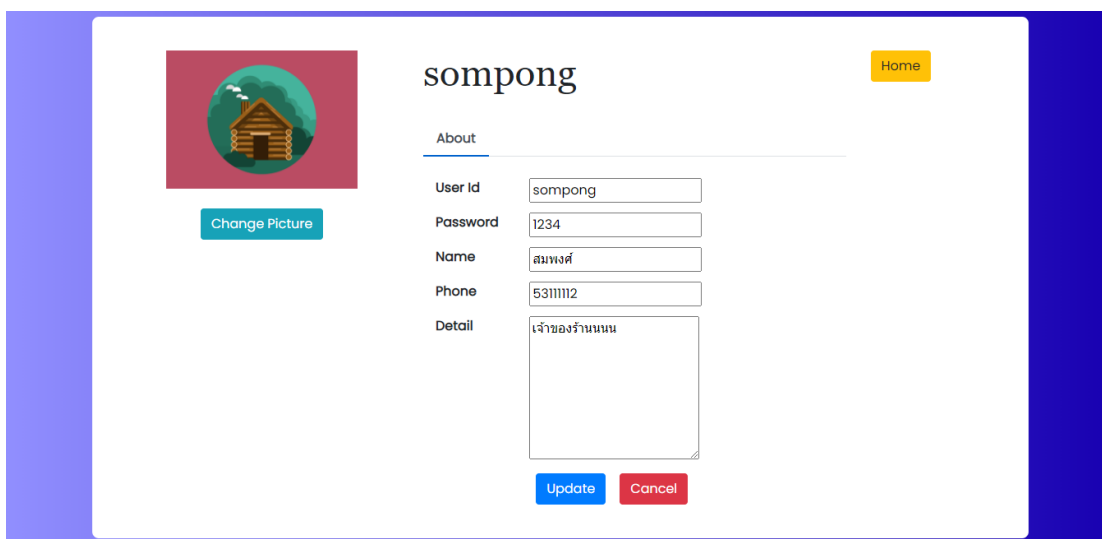 sompong
Home
About
Change Picture
User Id sompong
Password 1234
Name สมพงศ์
Phone 53111112
Detail เจ้าของร้านนนน
Update Cancel